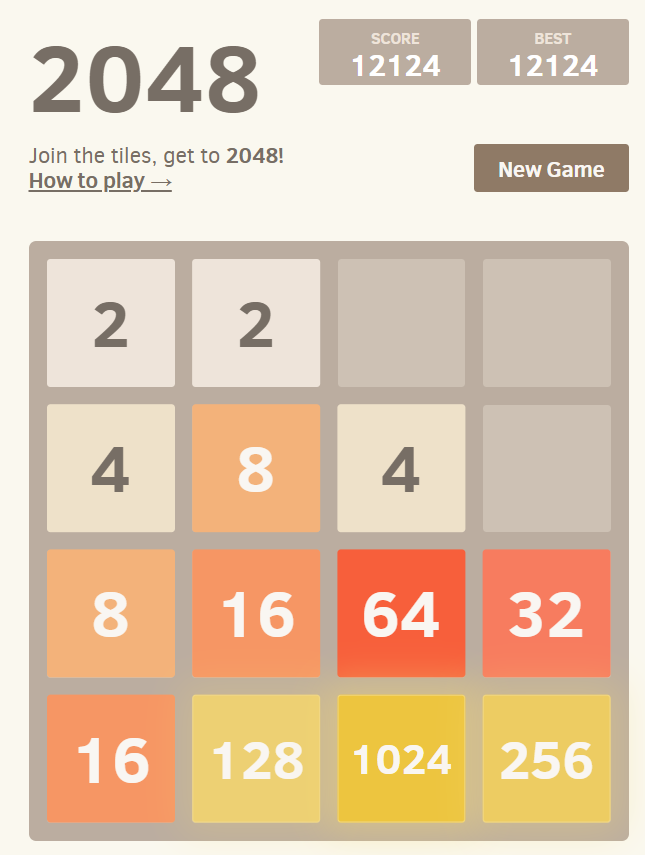 2048
SCORE
12124
BEST
12124
Join the tiles, get to 2048!
How to play →
New Game
2 2
4 8 4
8 16 64 32
16 128 1024 256